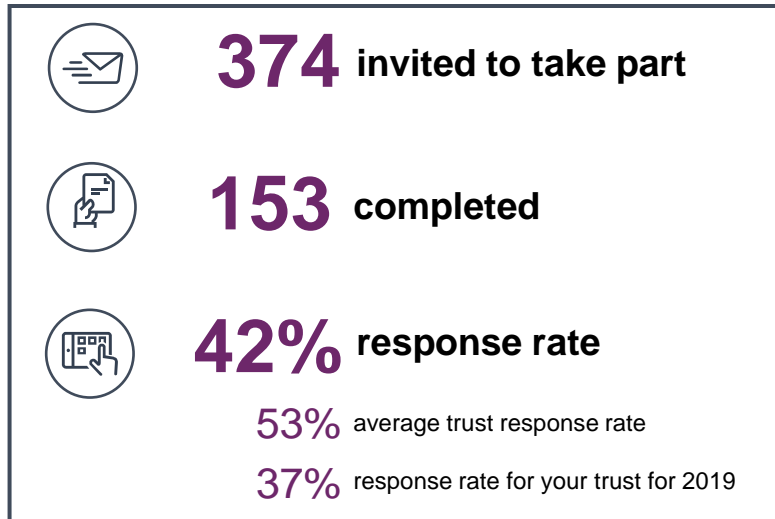 374 invited to take part
153 completed
42% response rate
53% average trust response rate
37% response rate for your trust for 2019